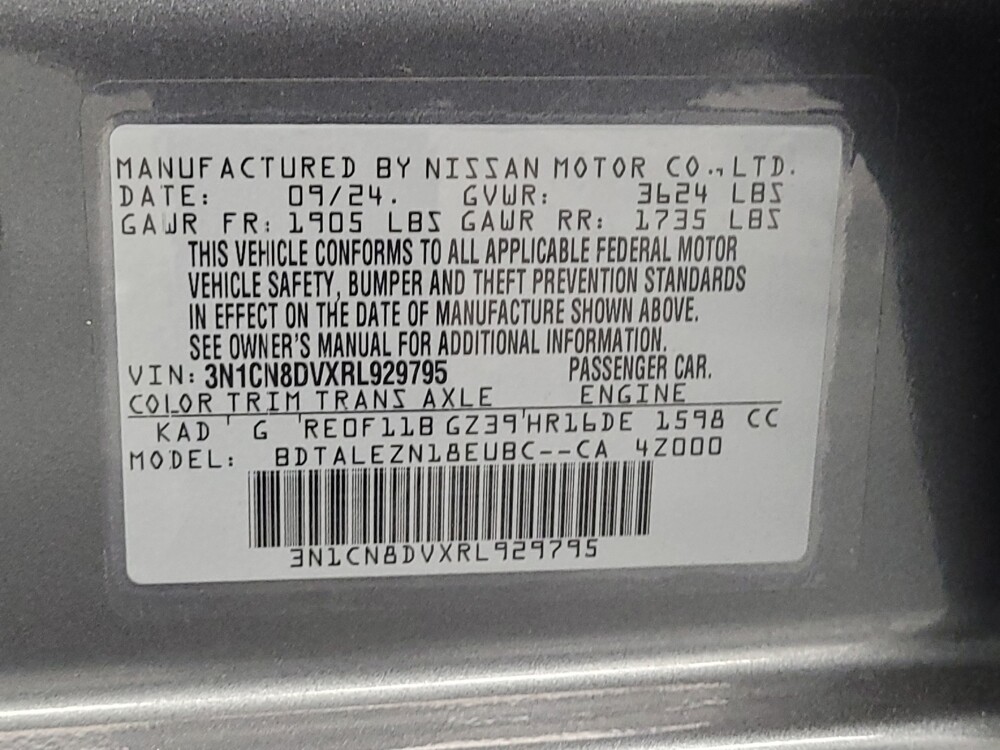 MANUFACTURED BY NISSAN MOTOR CO., LTD.
DATE: 09/24. GVWR: 3624 LBS
GAWR FR: 1905 LBS GAWR RR: 1735 LBS
THIS VEHICLE CONFORMS TO ALL APPLICABLE FEDERAL MOTOR
VEHICLE SAFETY, BUMPER AND THEFT PREVENTION STANDARDS
IN EFFECT ON THE DATE OF MANUFACTURE SHOWN ABOVE.
SEE OWNER'S MANUAL FOR ADDITIONAL INFORMATION.
VIN: 3N1CN8DVXRL929795 PASSENGER CAR.
COLOR TRIM TRANS AXLE ENGINE
KAD ' G 'RE0F11B GZ39'HR16DE 1598 CC
MODEL: BDTALEZN18EUBC--CA 4Z000
3N1CN8DVXRL929795